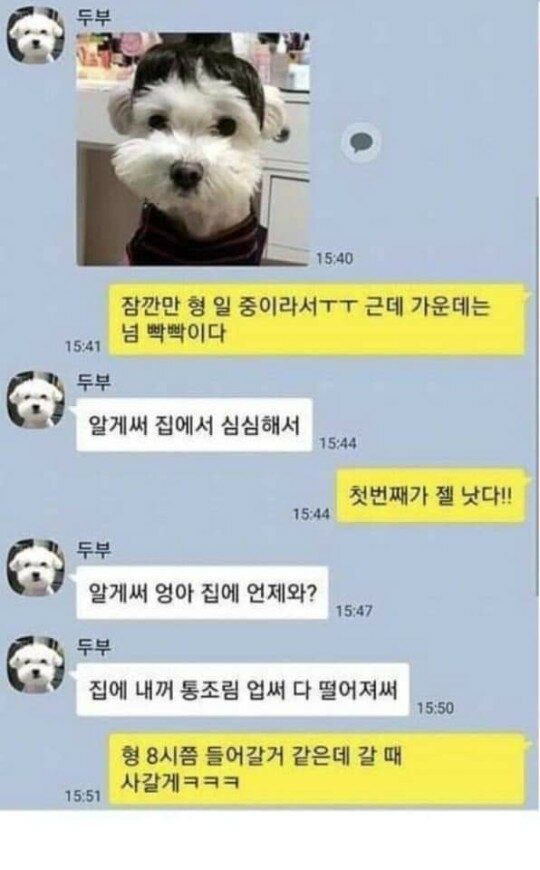 두부
15:40
잠깐만 형 일 중이라서ㅜㅜ 근데 가운데는
넘 빡빡이다
15:41
두부
알게써 집에서 심심해서
15:44
첫번째가 젤 낫다!!
15:44
두부
알게써 엉아 집에 언제와?
15:47
두부
집에 내꺼 통조림 업써 다 떨어져써
15:50
형 8시쯤 들어갈거 같은데 갈 때
사갈게ㅋㅋㅋ
15:51